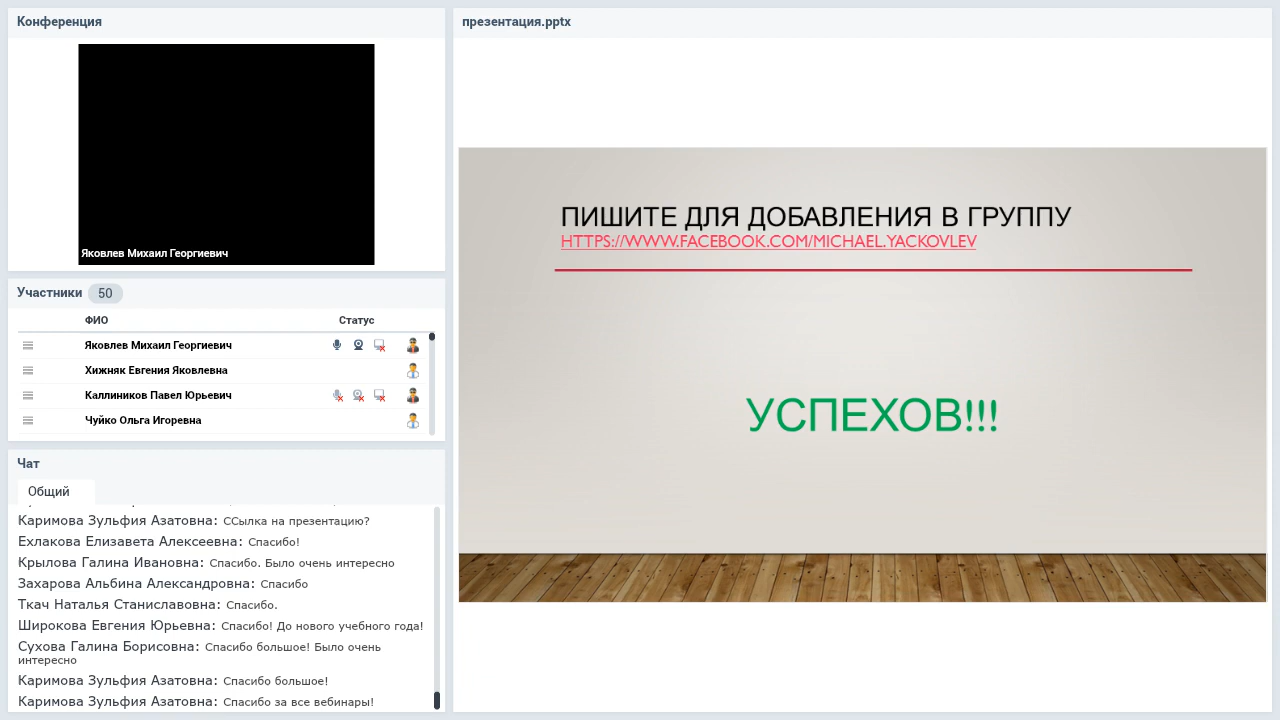 Конференция
Яковлев Михаил Георгиевич
Участники 50
ФИО Статус
Яковлев Михаил Георгиевич
Хижняк Евгения Яковлевна
Каллиников Павел Юрьевич
Чуйко Ольга Игоревна
Чат
Общий
Каримова Зульфия Азатовна: ССылка на презентацию?
Ехлакова Елизавета Алексеевна: Спасибо!
Крылова Галина Ивановна: Спасибо. Было очень интересно
Захарова Альбина Александровна: Спасибо
Ткач Наталья Станиславовна: Спасибо.
Широкова Евгения Юрьевна: Спасибо! До нового учебного года!
Сухова Галина Борисовна: Спасибо большое! Было очень
интересно
Каримова Зульфия Азатовна: Спасибо большое!
Каримова Зульфия Азатовна: Спасибо за все вебинары!
презентация.pptx
ПИШИТЕ ДЛЯ ДОБАВЛЕНИЯ В ГРУППУ
HTTPS://WWW.FACEBOOK.COM/MICHAEL.YACKOVLEV
УСПЕХОВ!!!